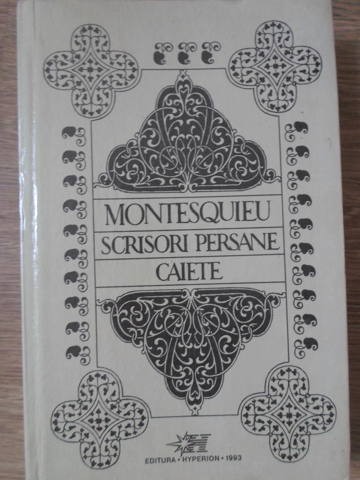 MONTESQUIEU
SCRISORI PERSANE
CAIETE
EDITURA • HYPERION • 1993